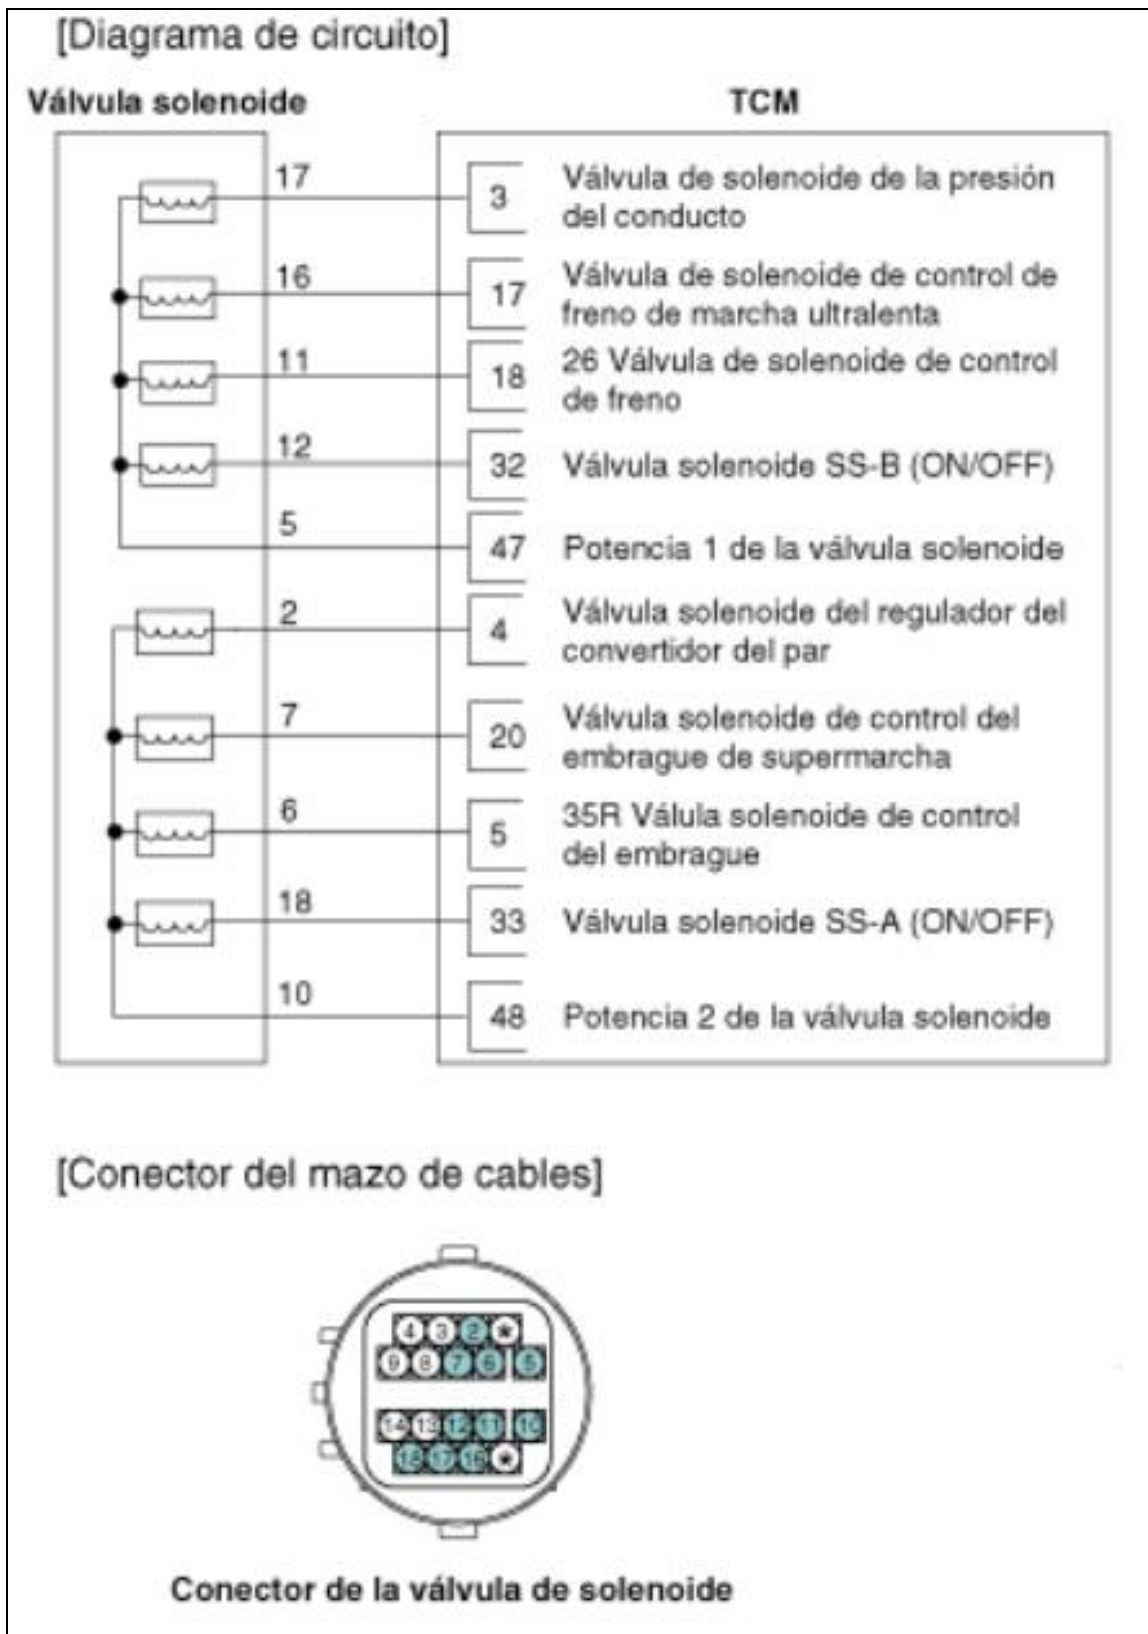 [Diagrama de circuito]
Válvula solenoide
TCM
17
3
Válvula de solenoide de la presión
del conducto
16
17
Válvula de solenoide de control de
freno de marcha ultralenta
11
18
26 Válvula de solenoide de control
de freno
12
32
Válvula solenoide SS-B (ON/OFF)
5
47
Potencia 1 de la válvula solenoide
2
4
Válvula solenoide del regulador del
convertidor del par
7
20
Válvula solenoide de control del
embrague de supermarcha
6
5
35R Válula solenoide de control
del embrague
18
33
Válvula solenoide SS-A (ON/OFF)
10
48
Potencia 2 de la válvula solenoide
[Conector del mazo de cables]
4 3 2 *
9 8 7 6 5
14 13 12 11 10
18 17 16 *
Conector de la válvula de solenoide